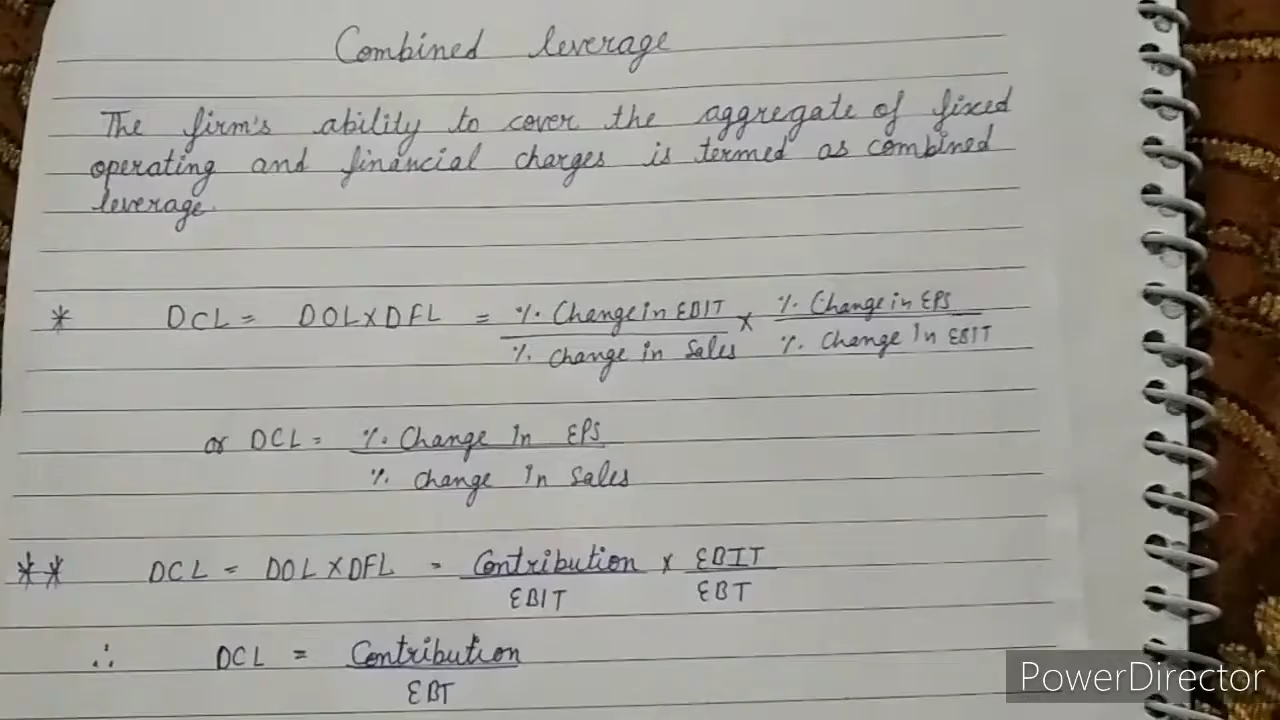 Combined leverage
The firm's ability to cover the aggregate of fixed
operating and financial charges is termed as combined
leverage.
* DCL = DOL X DFL = % Change in EBIT / % Change in Sales x % Change in EPS / % Change In EBIT
or DCL = % Change In EPS / % Change In Sales
** DCL = DOL X DFL = Contribution / EBIT x EBIT / EBT
∴ DCL = Contribution / EBT
PowerDirector